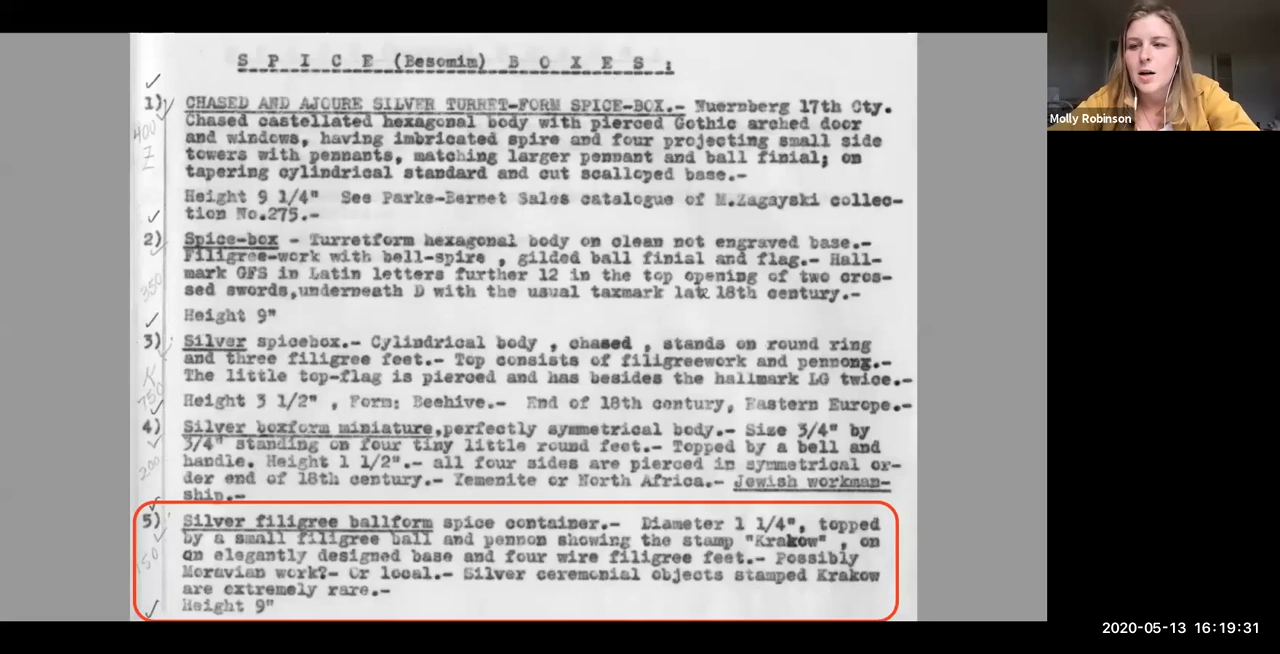 S P I C E (Besomim) B O X E S :
1) CHASED AND AJOURE SILVER TURRET-FORM SPICE-BOX.- Nuernberg 17th Cty.
Chased castellated hexagonal body with pierced Gothic arched door
and windows, having imbricated spire and four projecting small side
towers with pennants, matching larger pennant and ball finial; on
tapering cylindrical standard and cut scalloped base.-
Height 9 1/4" See Parke-Bernet Sales catalogue of M.Zagayski collec-
tion No.275.-
2) Spice-box - Turretform hexagonal body on clean not engraved base.-
Filigree-work with bell-spire , gilded ball finial and flag.- Hall-
mark GFS in Latin letters further 12 in the top opening of two cros-
sed swords,underneath D with the usual taxmark late 18th century.-
Height 9"
3) Silver spicebox.- Cylindrical body , chased , stands on round ring
and three filigree feet.- Top consists of filigreework and pennons.-
The little top-flag is pierced and has besides the hallmark LG twice.-
Height 3 1/2" , Form: Beehive.- End of 18th century, Eastern Europe.-
4) Silver boxform miniature,perfectly symmetrical body.- Size 3/4" by
3/4" standing on four tiny little round feet.- Topped by a bell and
handle. Height 1 1/2".- all four sides are pierced in symmetrical or-
der end of 18th century.- Yemenite or North Africa.- Jewish workman-
ship.-
5) Silver filigree ballform spice container.- Diameter 1 1/4", topped
by a small filigree ball and pennon showing the stamp "Krakow" , on
an elegantly designed base and four wire filigree feet.- Possibly
Moravian work?- Or local.- Silver ceremonial objects stamped Krakow
are extremely rare.-
Height 9"
400
Z
350
K
750
200
150
Molly Robinson
2020-05-13 16:19:31